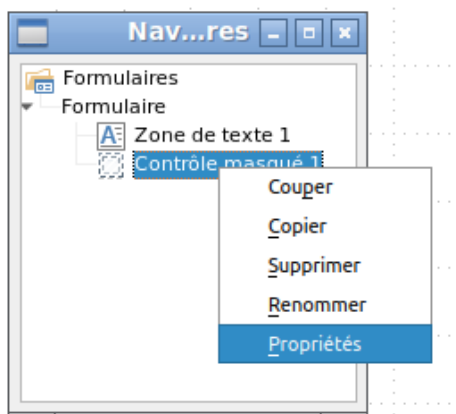 Nav...res
Formulaires
Formulaire
Zone de texte 1
Contrôle masqué 1
Couper
Copier
Supprimer
Renommer
Propriétés